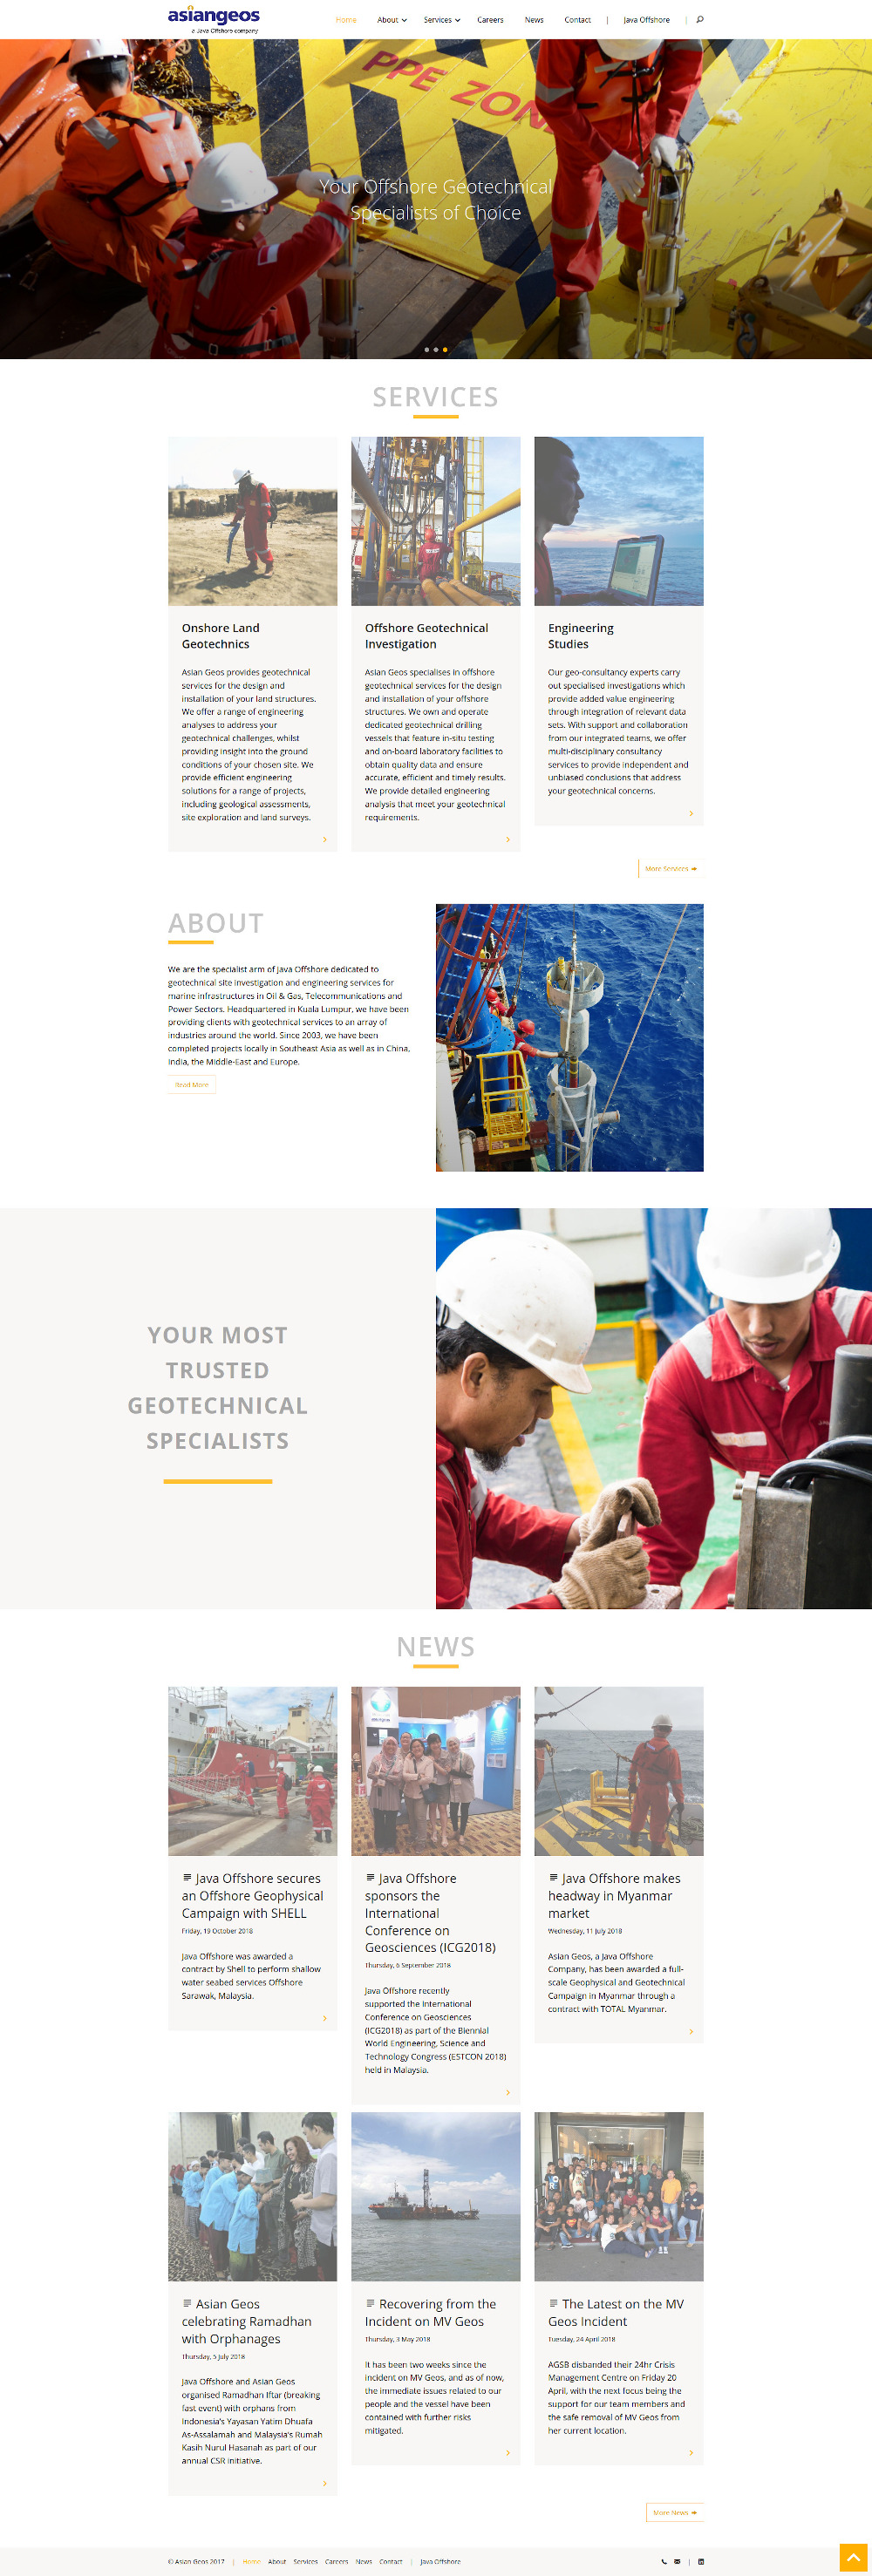 asiangeos
a Java Offshore company
Home About Services Careers News Contact | Java Offshore |
PPE ZON
Your Offshore Geotechnical
Specialists of Choice
SERVICES
Onshore Land
Geotechnics
Asian Geos provides geotechnical
services for the design and
installation of your land structures.
We offer a range of engineering
analyses to address your
geotechnical challenges, whilst
providing insight into the ground
conditions of your chosen site. We
provide efficient engineering
solutions for a range of projects,
including geological assessments,
site exploration and land surveys.
Offshore Geotechnical
Investigation
Asian Geos specialises in offshore
geotechnical services for the design
and installation of your offshore
structures. We own and operate
dedicated geotechnical drilling
vessels that feature in-situ testing
and on-board laboratory facilities to
obtain quality data and ensure
accurate, efficient and timely results.
We provide detailed engineering
analysis that meet your geotechnical
requirements.
Engineering
Studies
Our geo-consultancy experts carry
out specialised investigations which
provide added value engineering
through integration of relevant data
sets. With support and collaboration
from our integrated teams, we offer
multi-disciplinary consultancy
services to provide independent and
unbiased conclusions that address
your geotechnical concerns.
More Services
ABOUT
We are the specialist arm of Java Offshore dedicated to
geotechnical site investigation and engineering services for
marine infrastructures in Oil & Gas, Telecommunications and
Power Sectors. Headquartered in Kuala Lumpur, we have been
providing clients with geotechnical services to an array of
industries around the world. Since 2003, we have been
completed projects locally in Southeast Asia as well as in China,
India, the Middle-East and Europe.
Read More
YOUR MOST
TRUSTED
GEOTECHNICAL
SPECIALISTS
NEWS
Java Offshore secures
an Offshore Geophysical
Campaign with SHELL
Friday, 19 October 2018
Java Offshore was awarded a
contract by Shell to perform shallow
water seabed services Offshore
Sarawak, Malaysia.
Java Offshore
sponsors the
International
Conference on
Geosciences (ICG2018)
Thursday, 6 September 2018
Java Offshore recently
supported the International
Conference on Geosciences
(ICG2018) as part of the Biennial
World Engineering, Science and
Technology Congress (ESTCON 2018)
held in Malaysia.
Java Offshore makes
headway in Myanmar
market
Wednesday, 11 July 2018
Asian Geos, a Java Offshore
Company, has been awarded a full-
scale Geophysical and Geotechnical
Campaign in Myanmar through a
contract with TOTAL Myanmar.
Asian Geos
celebrating Ramadhan
with Orphanages
Thursday, 5 July 2018
Java Offshore and Asian Geos
organised Ramadhan Iftar (breaking
fast event) with orphans from
Indonesia's Yayasan Yatim Dhuafa
As-Assalamah and Malaysia's Rumah
Kasih Nurul Hasanah as part of our
annual CSR initiative.
Recovering from the
Incident on MV Geos
Thursday, 3 May 2018
It has been two weeks since the
incident on MV Geos, and as of now,
the immediate issues related to our
people and the vessel have been
contained with further risks
mitigated.
The Latest on the MV
Geos Incident
Tuesday, 24 April 2018
AGSB disbanded their 24hr Crisis
Management Centre on Friday 20
April, with the next focus being the
support for our team members and
the safe removal of MV Geos from
her current location.
More News
© Asian Geos 2017 | Home About Services Careers News Contact | Java Offshore